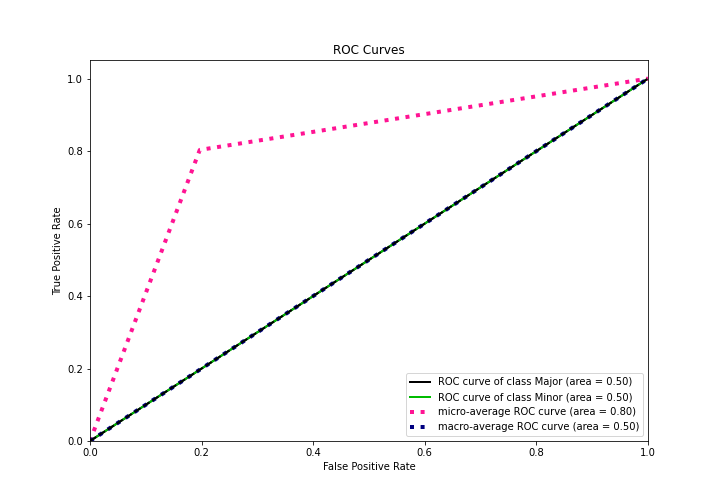 ROC Curves
True Positive Rate
1.0
0.8
0.6
0.4
0.2
0.0
0.0 0.2 0.4 0.6 0.8 1.0
False Positive Rate
ROC curve of class Major (area = 0.50)
ROC curve of class Minor (area = 0.50)
micro-average ROC curve (area = 0.80)
macro-average ROC curve (area = 0.50)